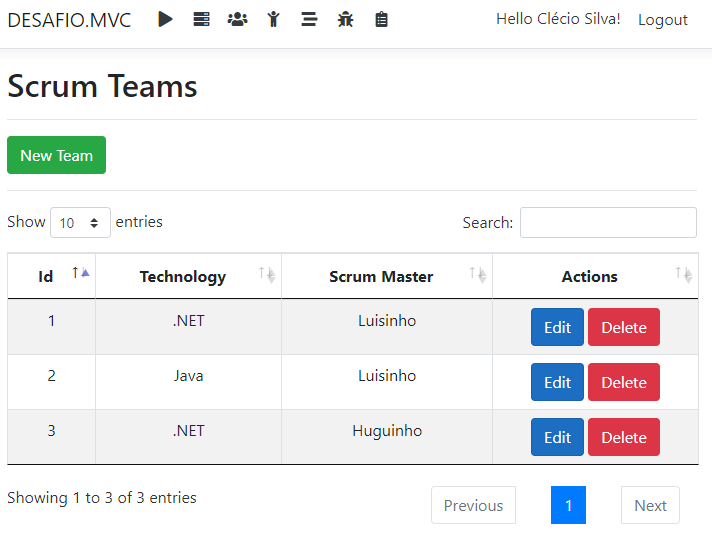 DESAFIO.MVC Hello Clécio Silva! Logout
Scrum Teams
New Team
Show 10 entries Search:
Id Technology Scrum Master Actions
1 .NET Luisinho Edit Delete
2 Java Luisinho Edit Delete
3 .NET Huguinho Edit Delete
Showing 1 to 3 of 3 entries Previous 1 Next